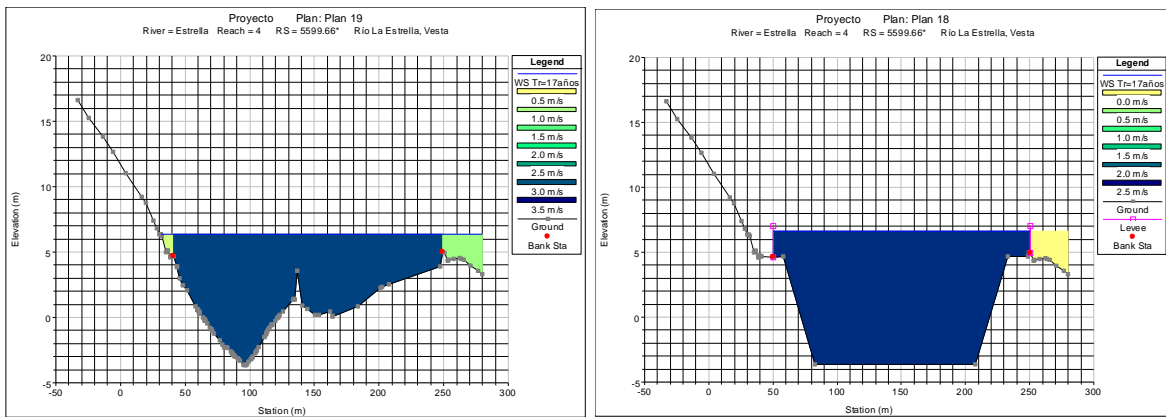 Proyecto Plan: Plan 19
River = Estrella Reach = 4 RS = 5599.66* Río La Estrella, Vesta
20
15
10
5
0
-5
Elevation (m)
-50 0 50 100 150 200 250 300
Station (m)
Legend
WS Tr=17años
0.5 m/s
1.0 m/s
1.5 m/s
2.0 m/s
2.5 m/s
3.0 m/s
3.5 m/s
Ground
Bank Sta
Proyecto Plan: Plan 18
River = Estrella Reach = 4 RS = 5599.66* Río La Estrella, Vesta
20
15
10
5
0
-5
Elevation (m)
-50 0 50 100 150 200 250 300
Station (m)
Legend
WS Tr=17años
0.0 m/s
0.5 m/s
1.0 m/s
1.5 m/s
2.0 m/s
2.5 m/s
Ground
Levee
Bank Sta